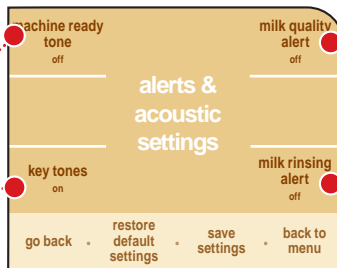 machine ready
tone
off
milk quality
alert
off
alerts &
acoustic
settings
key tones
on
milk rinsing
alert
off
go back
restore
default
settings
save
settings
back to
menu